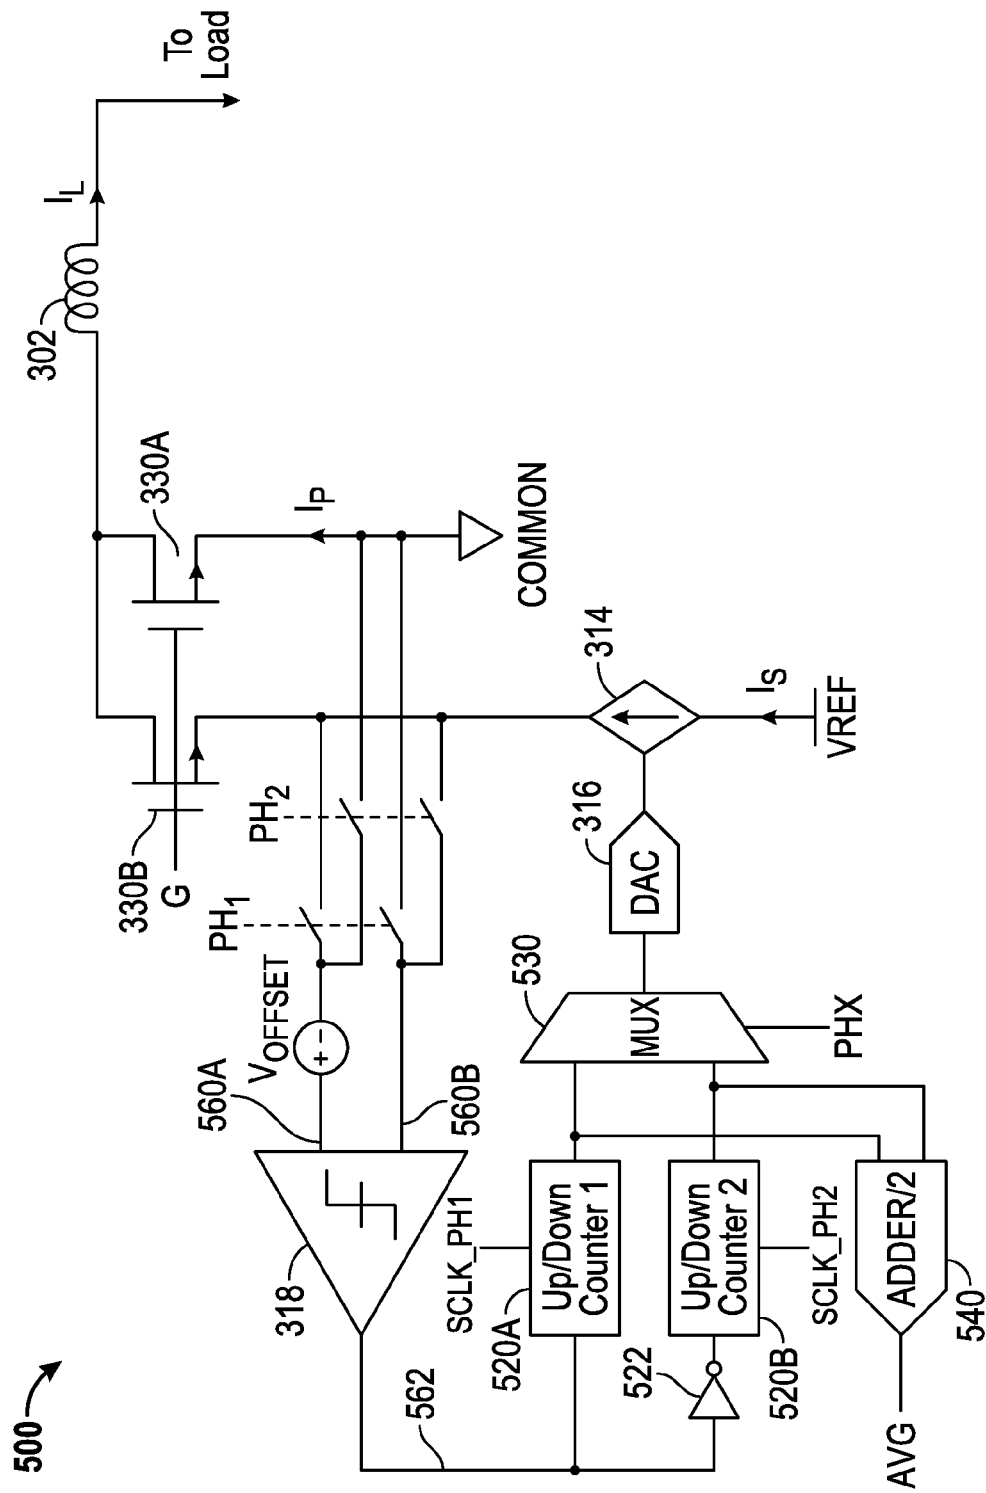 500
To
Load
I_L
302
330A
I_P
COMMON
330B
G
PH_2
PH_1
V_OFFSET
560A
560B
318
562
314
I_S
VREF
316
DAC
530
MUX
PHX
SCLK_PH1
520A
Up/Down
Counter 1
522
520B
Up/Down
Counter 2
SCLK_PH2
ADDER/2
540
AVG